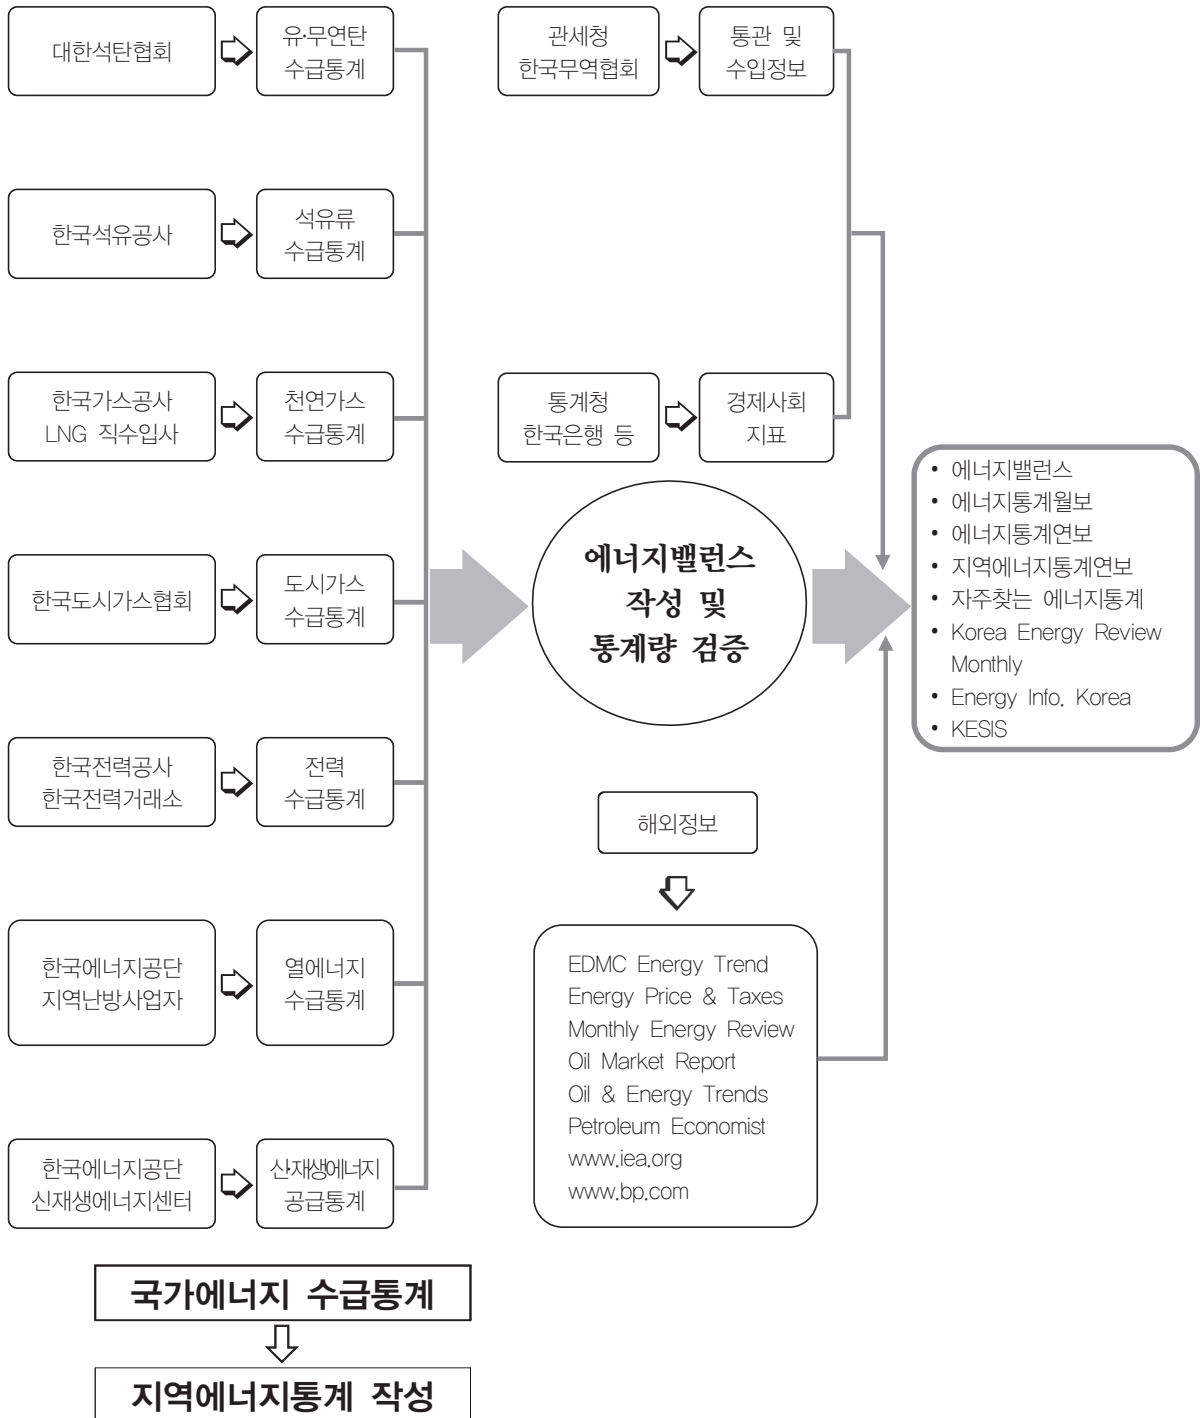 대한석탄협회
유·무연탄
수급통계
관세청
한국무역협회
통관 및
수입정보
한국석유공사
석유류
수급통계
한국가스공사
LNG 직수입사
천연가스
수급통계
통계청
한국은행 등
경제사회
지표
한국도시가스협회
도시가스
수급통계
에너지밸런스
작성 및
통계량 검증
• 에너지밸런스
• 에너지통계월보
• 에너지통계연보
• 지역에너지통계연보
• 자주찾는 에너지통계
• Korea Energy Review
Monthly
• Energy Info. Korea
• KESIS
한국전력공사
한국전력거래소
전력
수급통계
해외정보
한국에너지공단
지역난방사업자
열에너지
수급통계
EDMC Energy Trend
Energy Price & Taxes
Monthly Energy Review
Oil Market Report
Oil & Energy Trends
Petroleum Economist
www.iea.org
www.bp.com
한국에너지공단
신재생에너지센터
신·재생에너지
공급통계
국가에너지 수급통계
지역에너지통계 작성